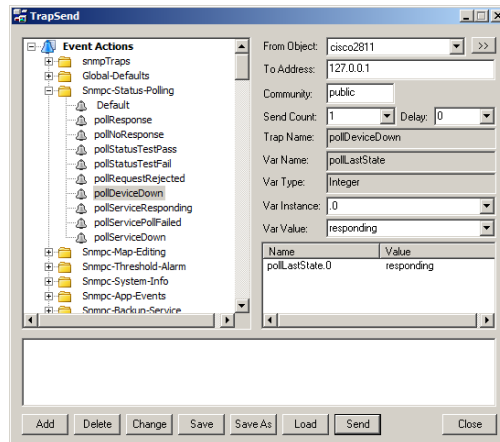 TrapSend
Event Actions
snmpTraps
Global-Defaults
Snmpc-Status-Polling
Default
pollResponse
pollNoResponse
pollStatusTestPass
pollStatusTestFail
pollRequestRejected
pollDeviceDown
pollServiceResponding
pollServicePollFailed
pollServiceDown
Snmpc-Map-Editing
Snmpc-Threshold-Alarm
Snmpc-System-Info
Snmpc-App-Events
Snmpc-Backup-Service
From Object: cisco2811 >>
To Address: 127.0.0.1
Community: public
Send Count: 1 Delay: 0
Trap Name: pollDeviceDown
Var Name: pollLastState
Var Type: Integer
Var Instance: .0
Var Value: responding
Name Value
pollLastState.0 responding
Add Delete Change Save Save As Load Send Close